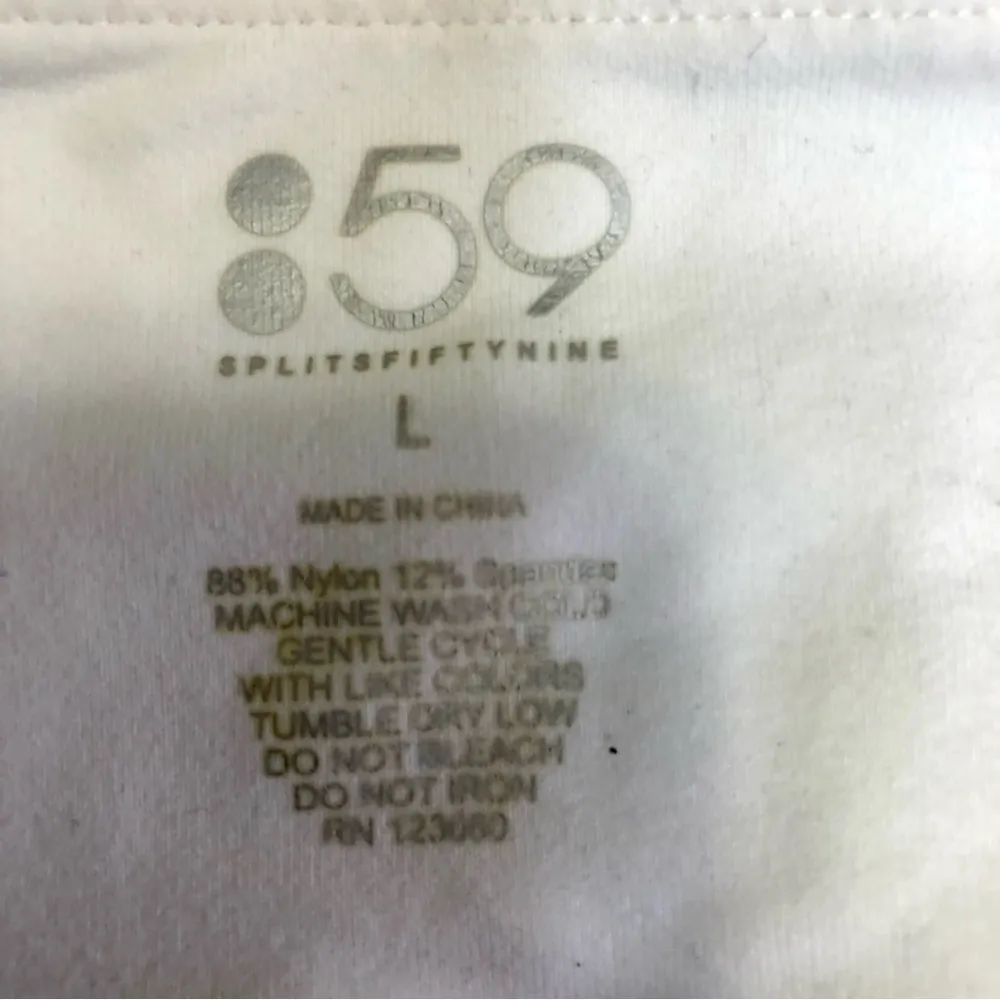 :59
SPLITSFIFTYNINE
L
MADE IN CHINA
88% Nylon 12% Spandex
MACHINE WASH COLD
GENTLE CYCLE
WITH LIKE COLORS
TUMBLE DRY LOW
DO NOT BLEACH
DO NOT IRON
RN